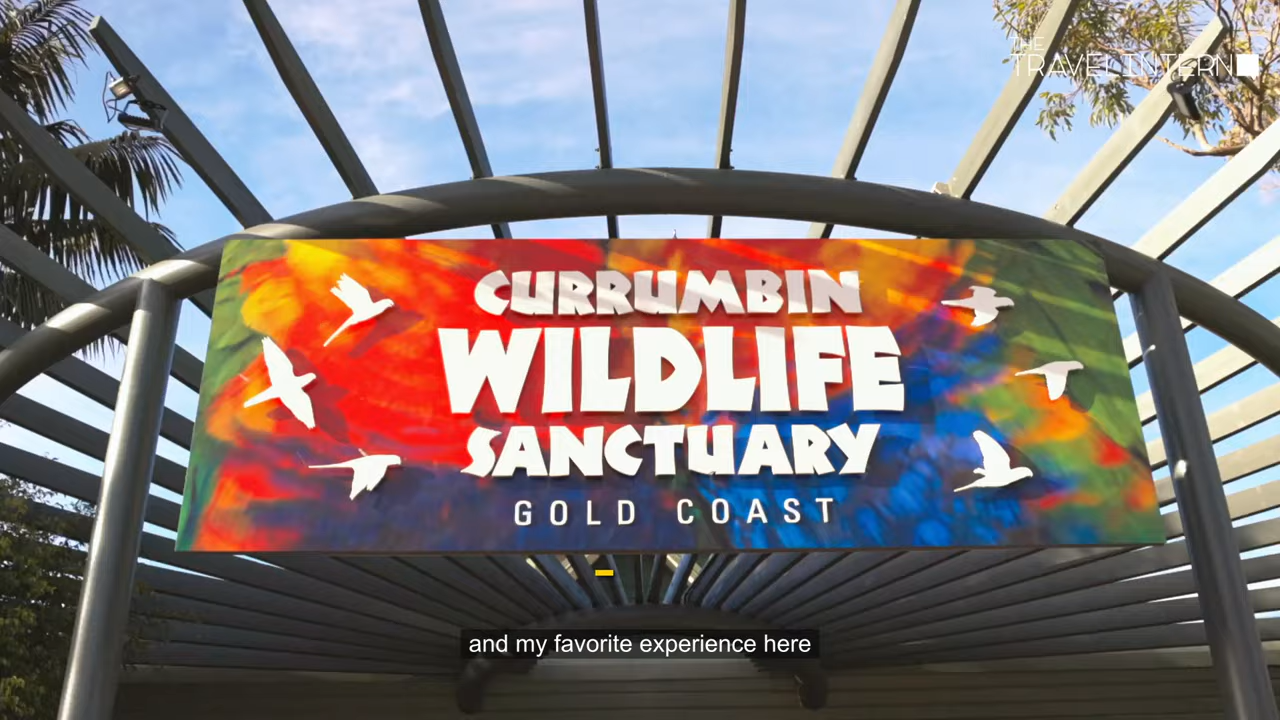 THE
TRAVEL INTERN
CURRUMBIN
WILDLIFE
SANCTUARY
GOLD COAST
and my favorite experience here